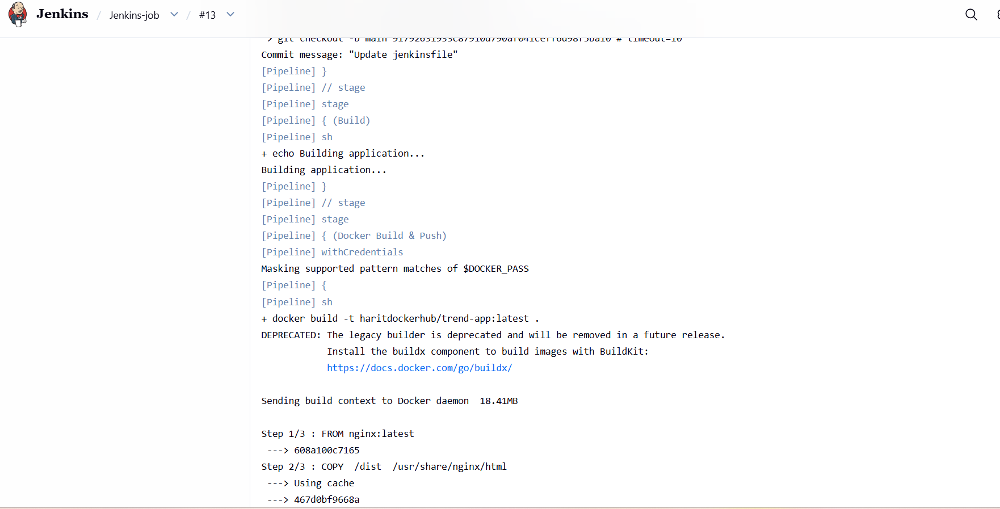 Jenkins / Jenkins-job / #13
> git checkout -b main # timeout=10
Commit message: "Update jenkinsfile"
[Pipeline] }
[Pipeline] // stage
[Pipeline] stage
[Pipeline] { (Build)
[Pipeline] sh
+ echo Building application...
Building application...
[Pipeline] }
[Pipeline] // stage
[Pipeline] stage
[Pipeline] { (Docker Build & Push)
[Pipeline] withCredentials
Masking supported pattern matches of $DOCKER_PASS
[Pipeline] {
[Pipeline] sh
+ docker build -t haritdockerhub/trend-app:latest .
DEPRECATED: The legacy builder is deprecated and will be removed in a future release.
Install the buildx component to build images with BuildKit:
https://docs.docker.com/go/buildx/
Sending build context to Docker daemon  18.41MB
Step 1/3 : FROM nginx:latest
---> 608a100c7165
Step 2/3 : COPY  /dist  /usr/share/nginx/html
---> Using cache
---> 467d0bf9668a